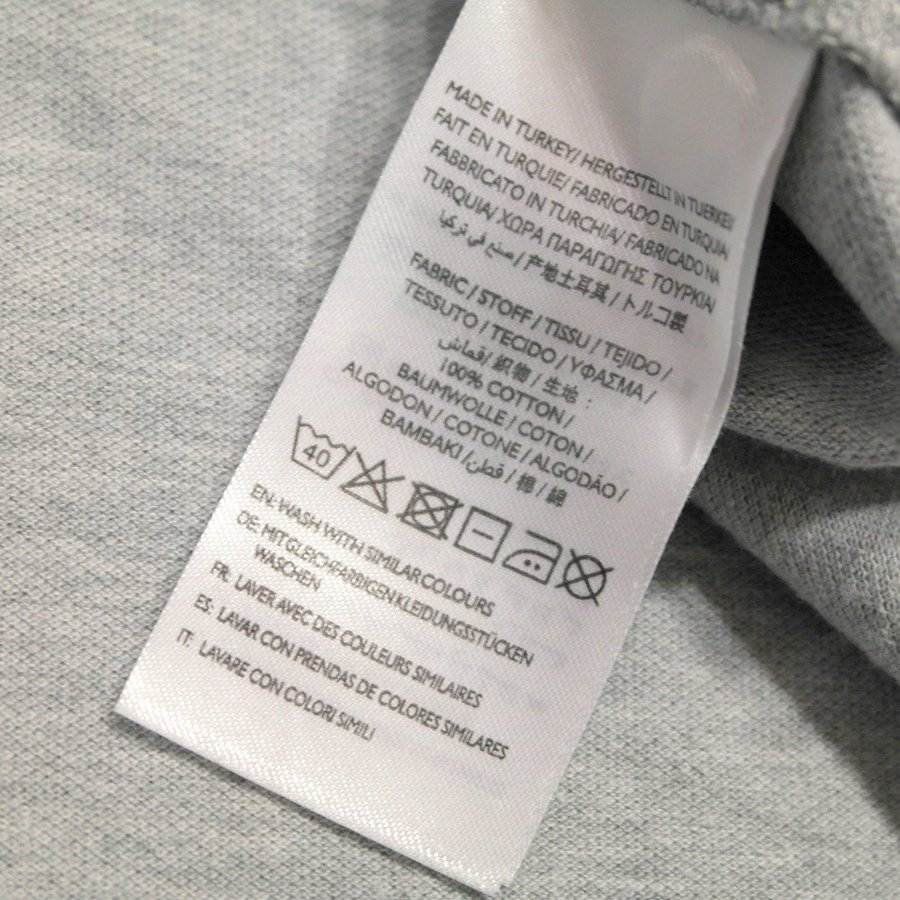 MADE IN TURKEY/ HERGESTELLT IN TUERKEI/
FAIT EN TURQUIE/ FABRICADO EN TURQUIA/
FABBRICATO IN TURCHIA/ FABRICADO NA
TURQUIA/ ΧΩΡΑ ΠΑΡΑΓΩΓΗΣ ΤΟΥΡΚΙΑ/
صنع في تركيا / 产地土耳其 / トルコ製
FABRIC / STOFF / TISSU / TEJIDO /
TESSUTO / TECIDO / ΥΦΑΣΜΑ /
قماش / 織物 / 生地 :
100% COTTON /
BAUMWOLLE / COTON /
ALGODON / COTONE / ALGODÃO /
ΒΑΜΒΑΚΙ / قطن / 棉 / 綿
40
EN: WASH WITH SIMILAR COLOURS
DE: MIT GLEICHFARBIGEN KLEIDUNGSSTÜCKEN
WASCHEN
FR: LAVER AVEC DES COULEURS SIMILAIRES
ES: LAVAR CON PRENDAS DE COLORES SIMILARES
IT: LAVARE CON COLORI SIMILI